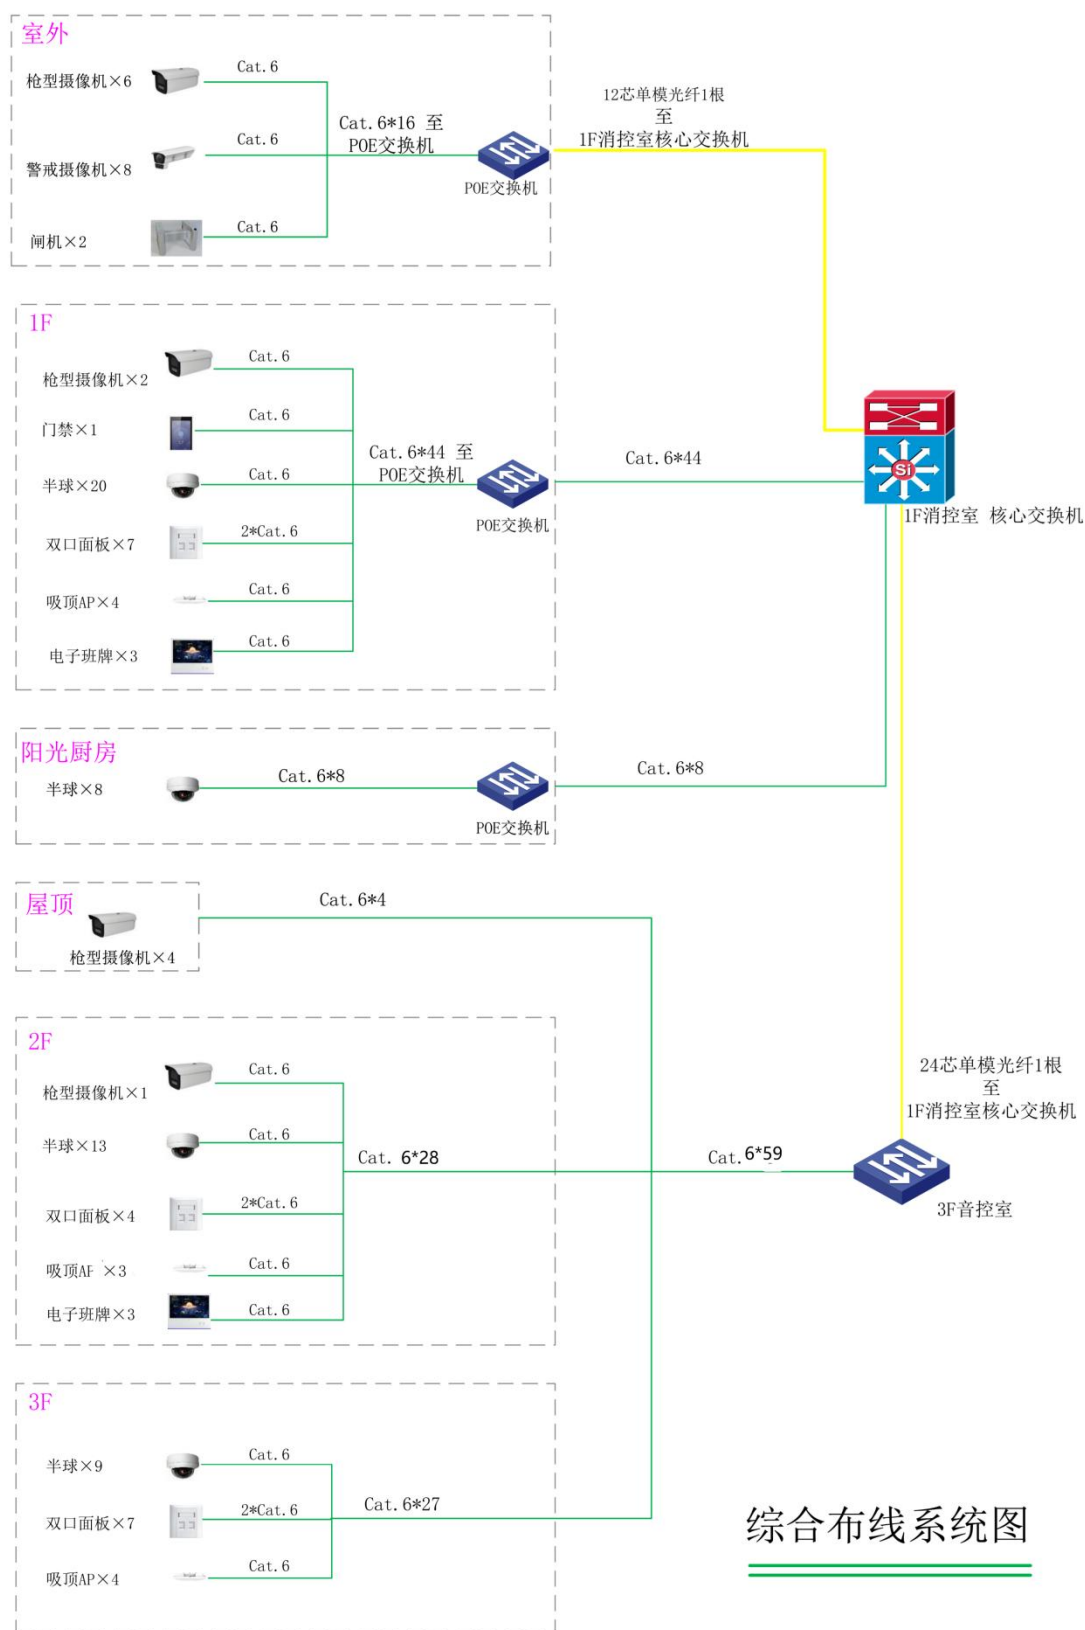 室外
枪型摄像机×6
Cat.6
警戒摄像机×8
Cat.6
闸机×2
Cat.6
Cat.6*16 至
POE交换机
POE交换机
12芯单模光纤1根
至
1F消控室核心交换机
1F
枪型摄像机×2
Cat.6
门禁×1
Cat.6
半球×20
Cat.6
双口面板×7
2*Cat.6
吸顶AP×4
Cat.6
电子班牌×3
Cat.6
Cat.6*44 至
POE交换机
POE交换机
Cat.6*44
Si
1F消控室 核心交换机
阳光厨房
半球×8
Cat.6*8
POE交换机
Cat.6*8
屋顶
枪型摄像机×4
Cat.6*4
2F
枪型摄像机×1
Cat.6
半球×13
Cat.6
双口面板×4
2*Cat.6
吸顶AP ×3
Cat.6
电子班牌×3
Cat.6
Cat. 6*28
Cat.6*59
24芯单模光纤1根
至
1F消控室核心交换机
3F音控室
3F
半球×9
Cat.6
双口面板×7
2*Cat.6
吸顶AP×4
Cat.6
Cat.6*27
综合布线系统图